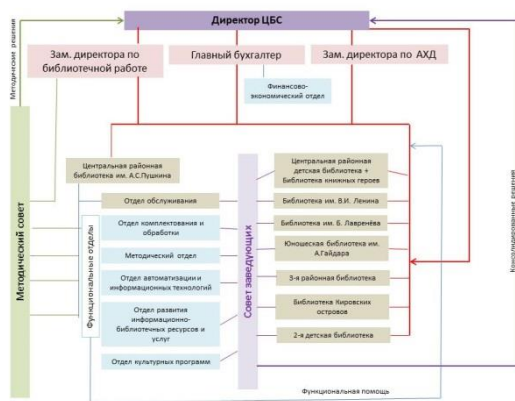 Директор ЦБС
Методические решения
Зам. директора по
библиотечной работе
Главный бухгалтер
Зам. директора по АХД
Финансово-
экономический отдел
Методический совет
Центральная районная
библиотека им. А.С.Пушкина
Функциональные отделы
Отдел обслуживания
Отдел комплектования и
обработки
Методический отдел
Отдел автоматизации и
информационных технологий
Отдел развития
информационно-
библиотечных ресурсов и
услуг
Отдел культурных программ
Совет заведующих
Центральная районная
детская библиотека +
Библиотека книжных героев
Библиотека им. В.И. Ленина
Библиотека им. Б. Лавренёва
Юношеская библиотека им.
А.Гайдара
3-я районная библиотека
Библиотека Кировских
островов
2-я детская библиотека
Консолидированные решения
Функциональная помощь